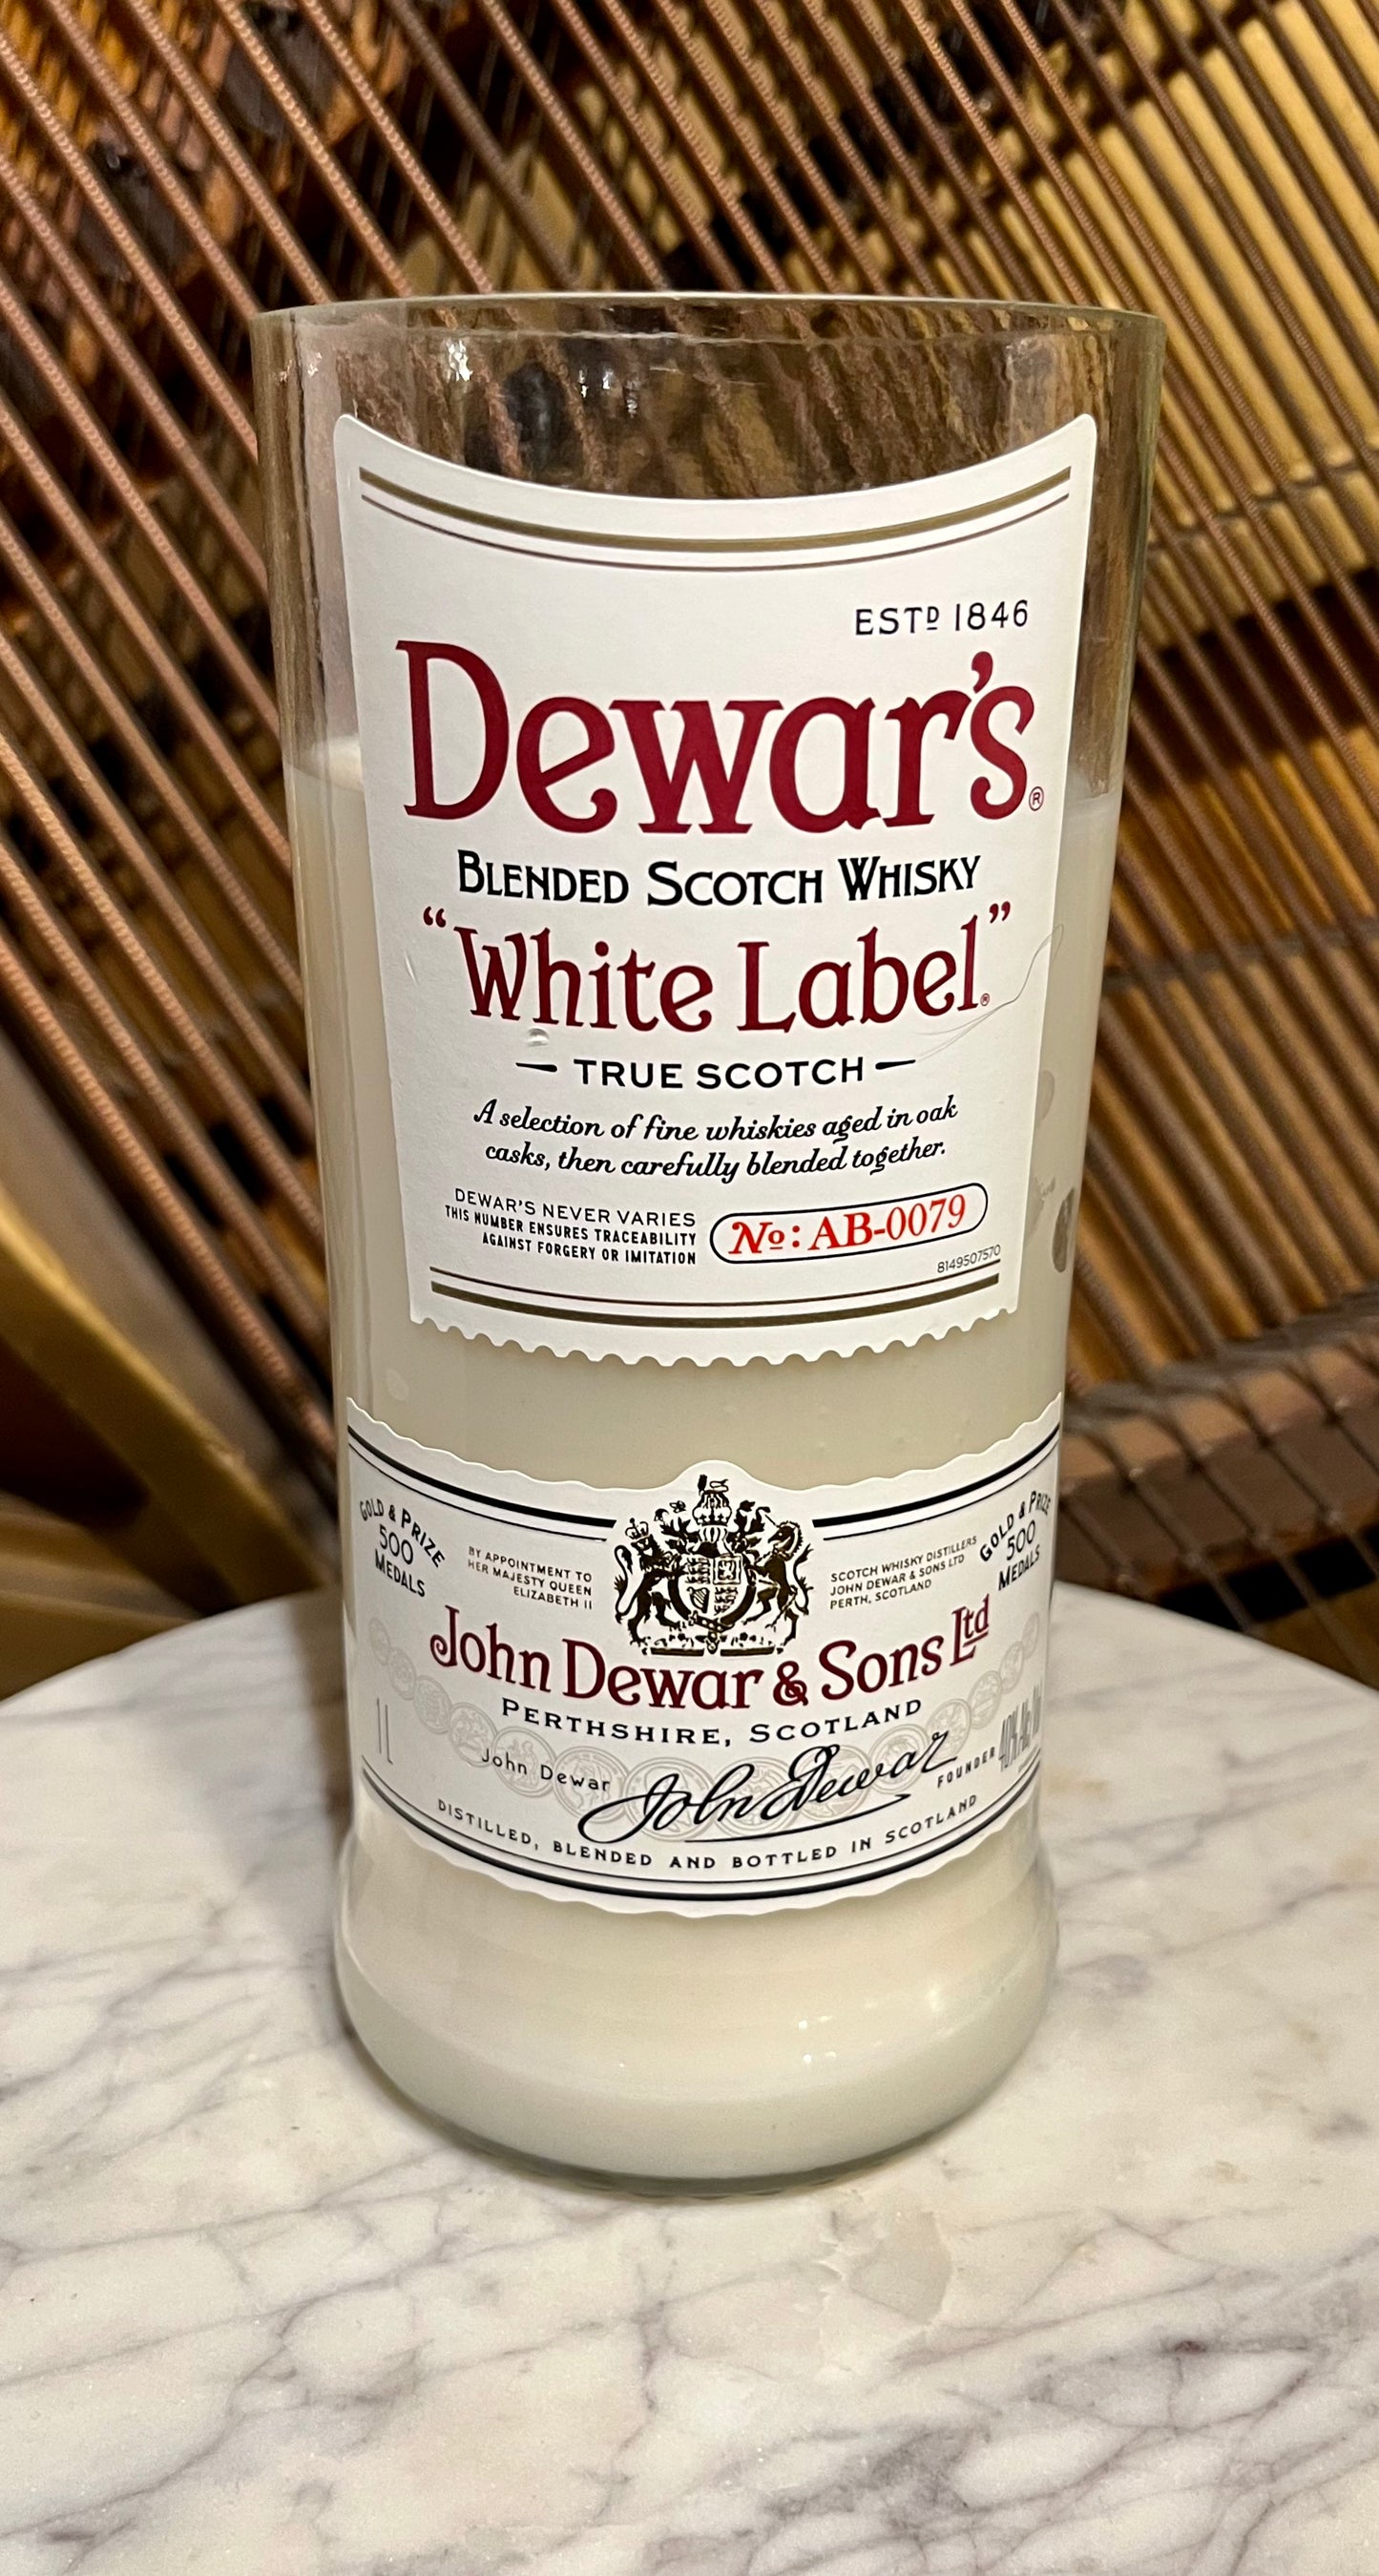 ESTD 1846
Dewar's®
BLENDED SCOTCH WHISKY
"White Label"®
TRUE SCOTCH
A selection of fine whiskies aged in oak
casks, then carefully blended together.
DEWAR'S NEVER VARIES
THIS NUMBER ENSURES TRACEABILITY
AGAINST FORGERY OR IMITATION
No: AB-0079
8149507570
GOLD & PRIZE
500
MEDALS
BY APPOINTMENT TO
HER MAJESTY QUEEN
ELIZABETH II
SCOTCH WHISKY DISTILLERS
JOHN DEWAR & SONS LTD
PERTH, SCOTLAND
GOLD & PRIZE
500
MEDALS
John Dewar & Sons Ltd
PERTHSHIRE, SCOTLAND
1L
John Dewar
John Dewar
FOUNDER
DISTILLED, BLENDED AND BOTTLED IN SCOTLAND